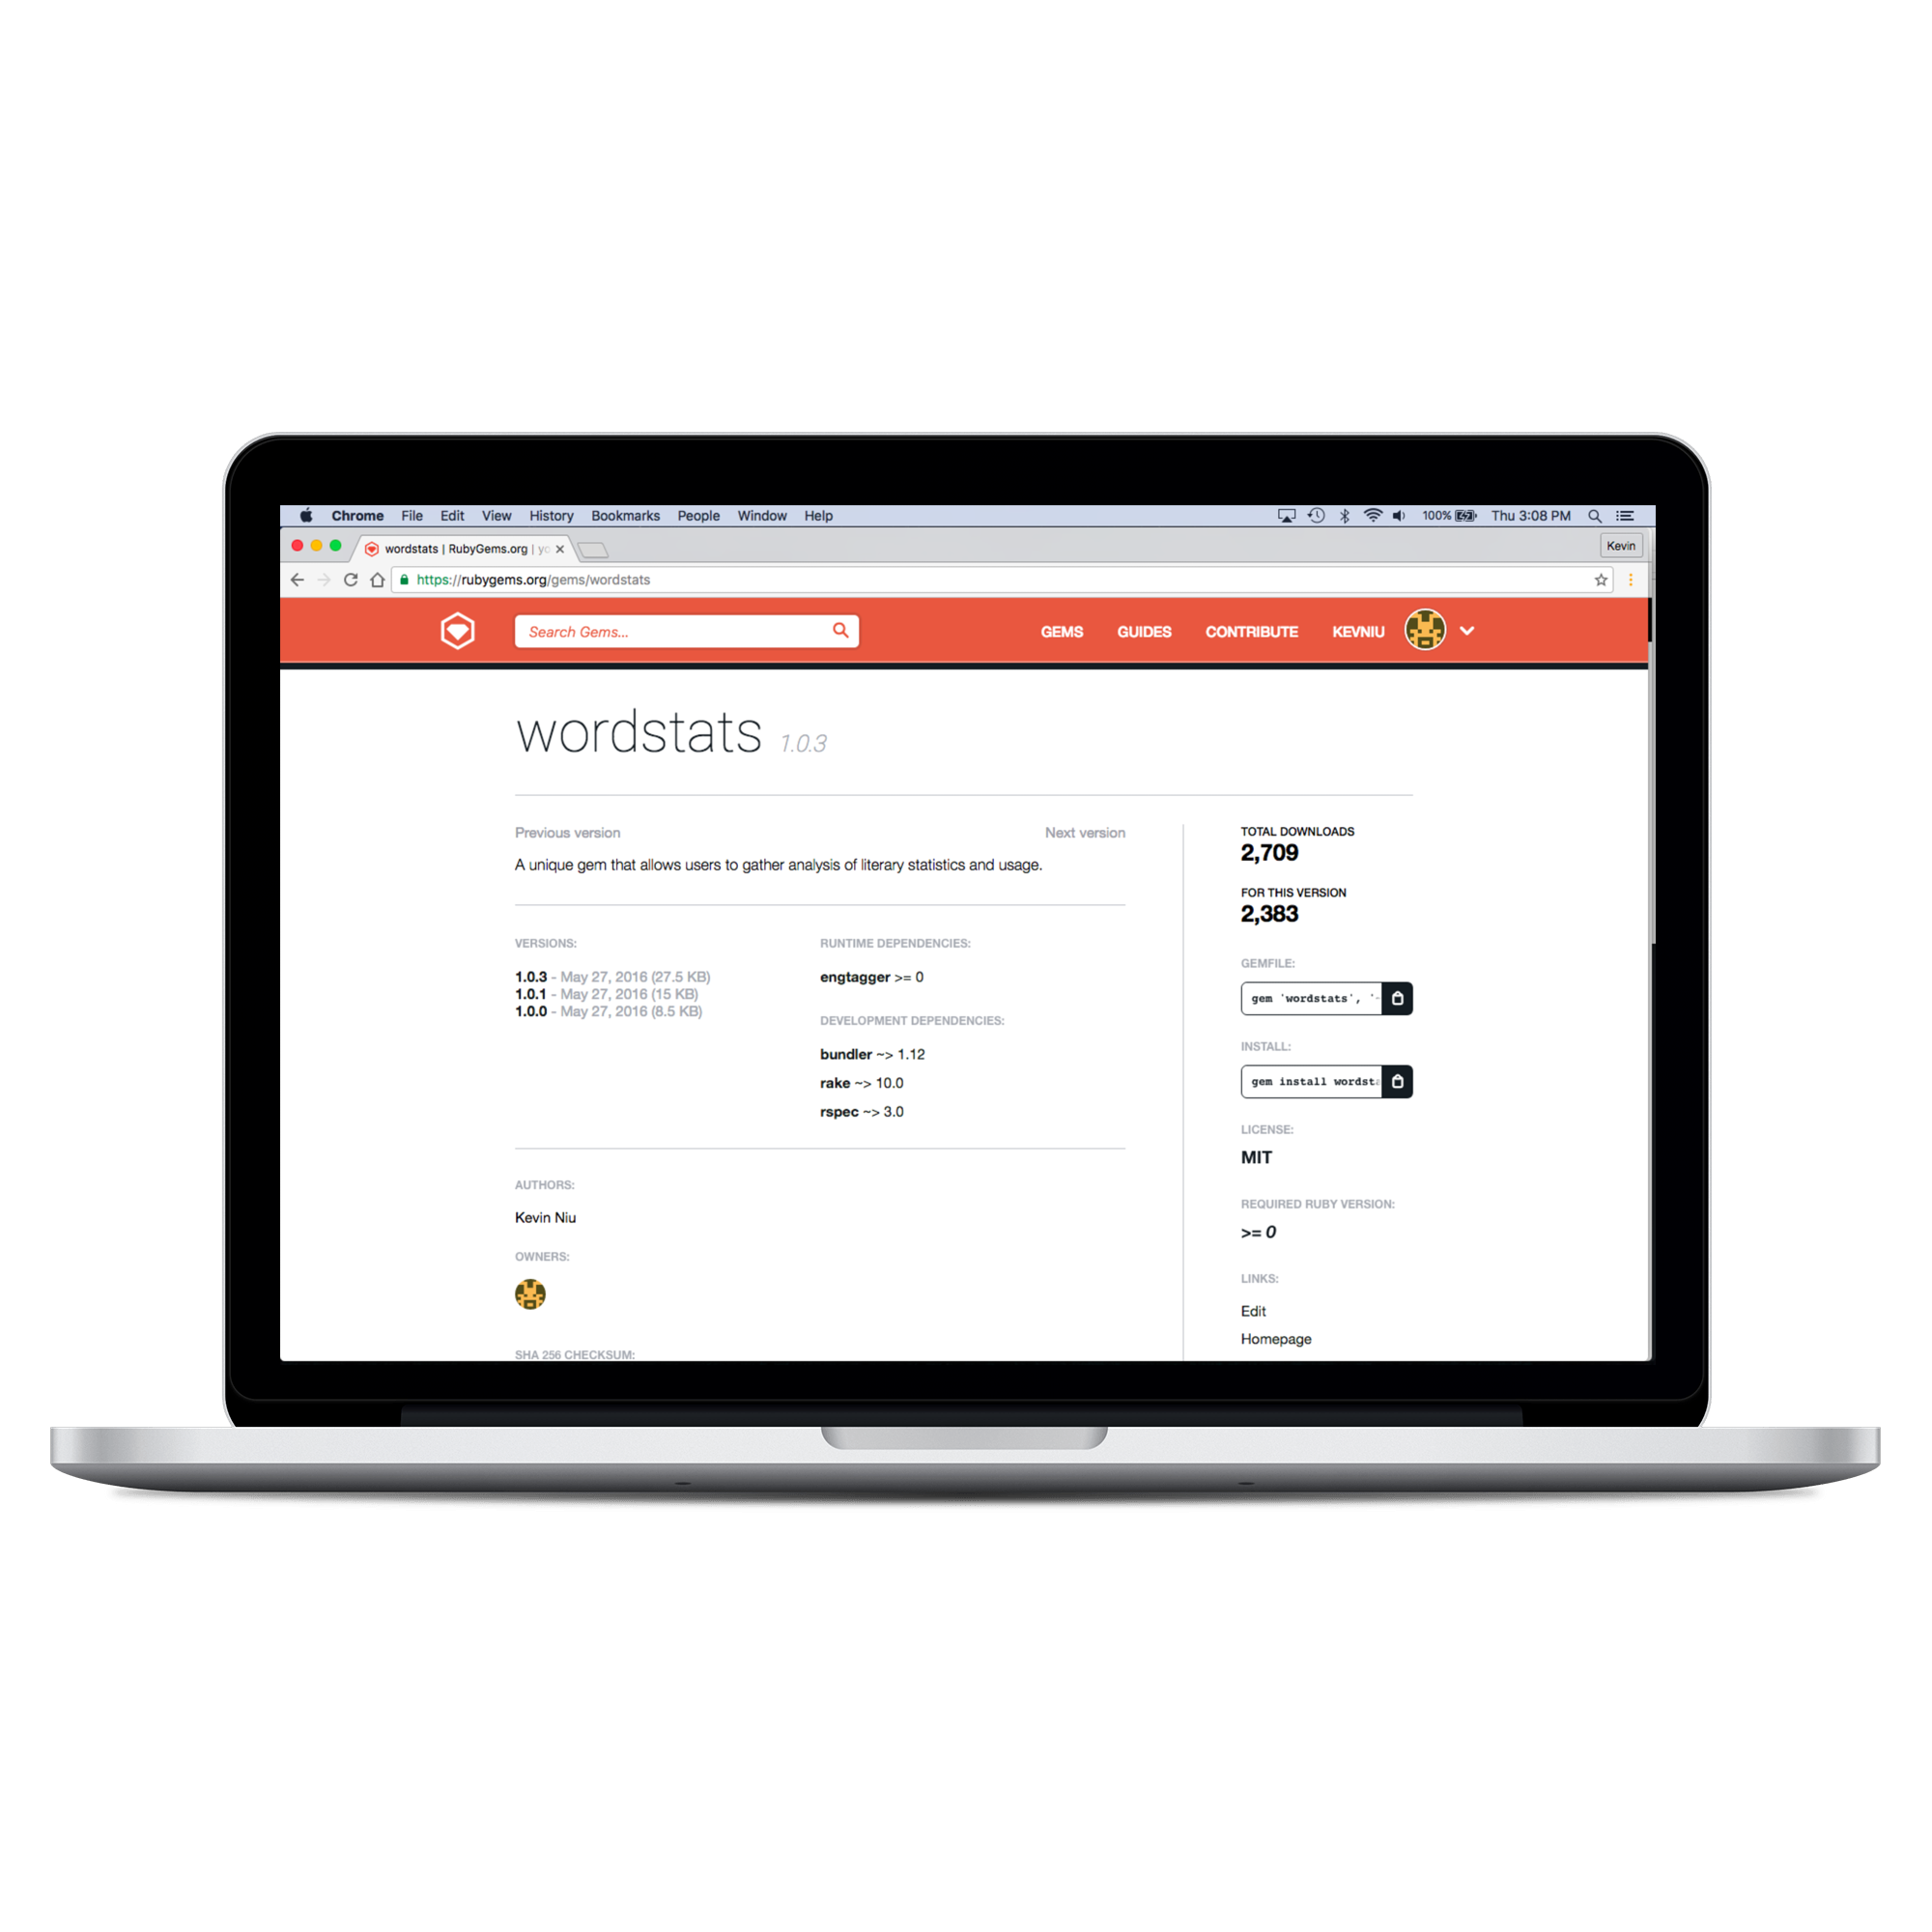 Chrome File Edit View History Bookmarks People Window Help 100% Thu 3:08 PM
wordstats | RubyGems.org | yo Kevin
https://rubygems.org/gems/wordstats
Search Gems... GEMS GUIDES CONTRIBUTE KEVNIU
wordstats 1.0.3
Previous version Next version
A unique gem that allows users to gather analysis of literary statistics and usage.
VERSIONS:
1.0.3 - May 27, 2016 (27.5 KB)
1.0.1 - May 27, 2016 (15 KB)
1.0.0 - May 27, 2016 (8.5 KB)
RUNTIME DEPENDENCIES:
engtagger >= 0
DEVELOPMENT DEPENDENCIES:
bundler ~> 1.12
rake ~> 10.0
rspec ~> 3.0
AUTHORS:
Kevin Niu
OWNERS:
SHA 256 CHECKSUM:
TOTAL DOWNLOADS
2,709
FOR THIS VERSION
2,383
GEMFILE:
gem 'wordstats', '~
INSTALL:
gem install wordsta
LICENSE:
MIT
REQUIRED RUBY VERSION:
>= 0
LINKS:
Edit
Homepage